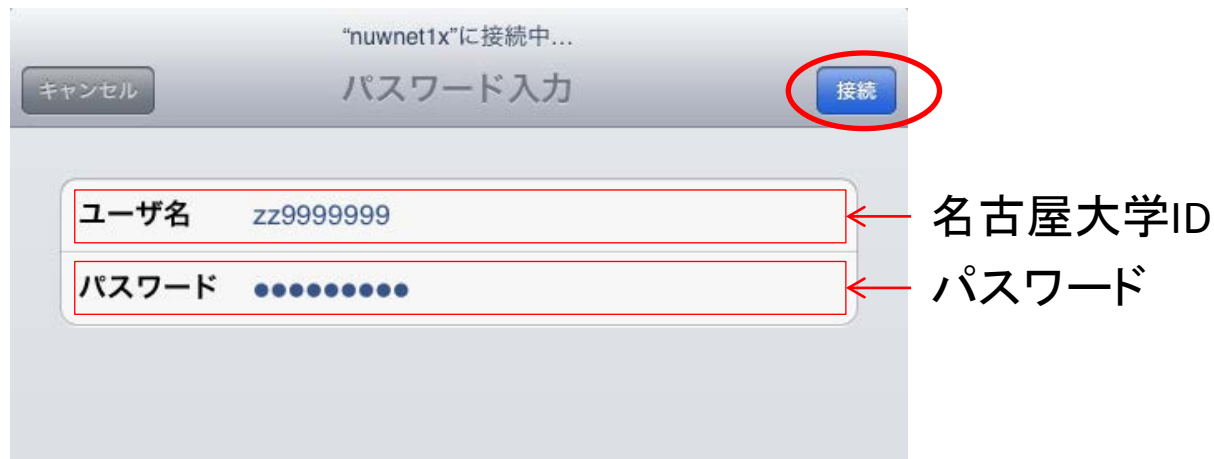 “nuwnet1x”に接続中...
キャンセル
パスワード入力
接続
ユーザ名 zz9999999
名古屋大学ID
パスワード ●●●●●●●●●
パスワード